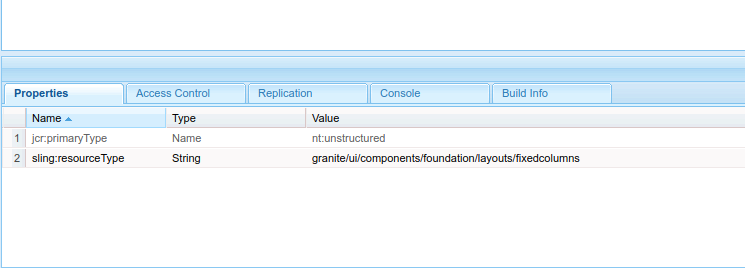 Properties Access Control Replication Console Build Info
Name Type Value
1 jcr:primaryType Name nt:unstructured
2 sling:resourceType String granite/ui/components/foundation/layouts/fixedcolumns